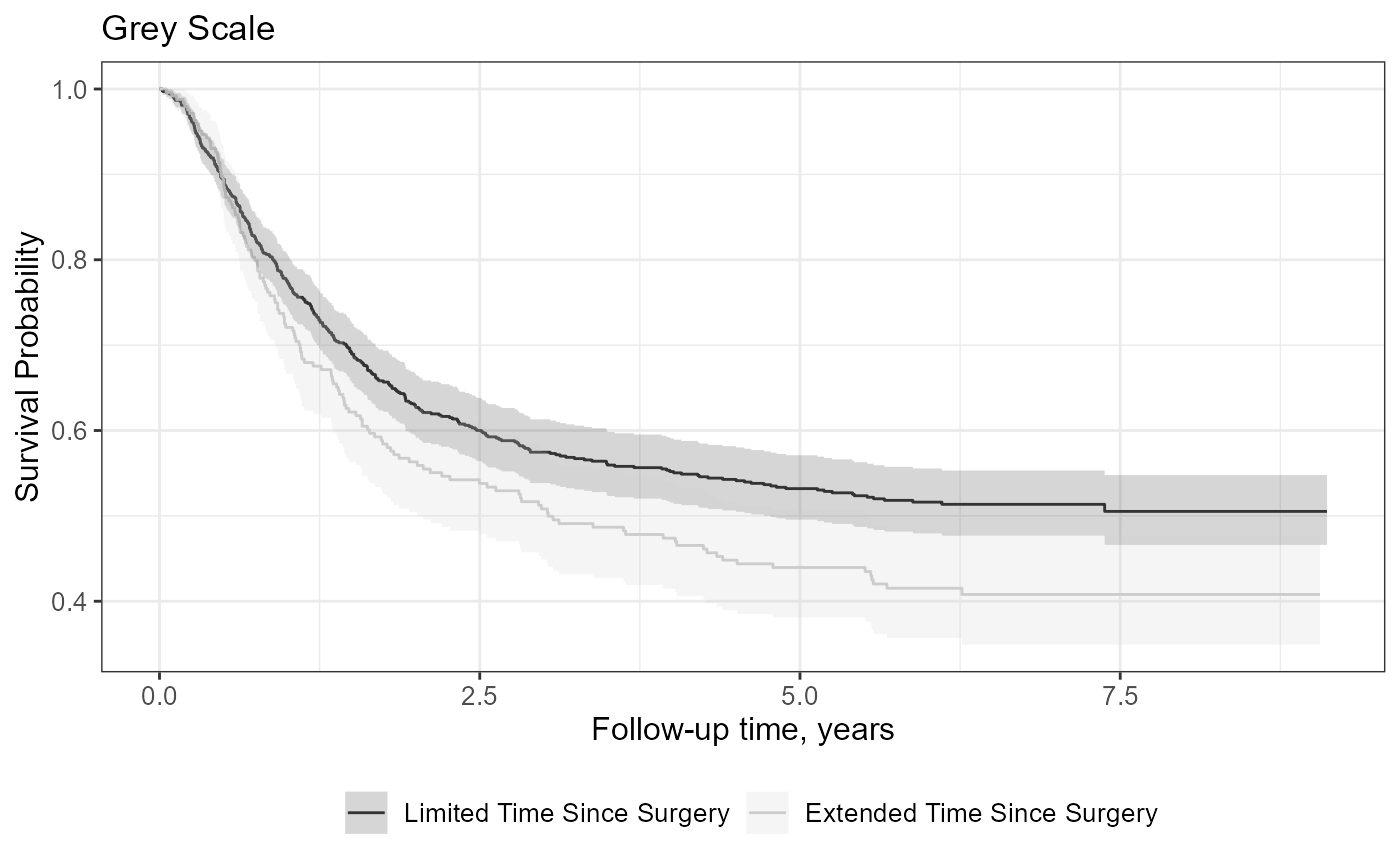 Grey Scale
1.0
0.8
0.6
0.4
Survival Probability
0.0 2.5 5.0 7.5
Follow-up time, years
Limited Time Since Surgery Extended Time Since Surgery